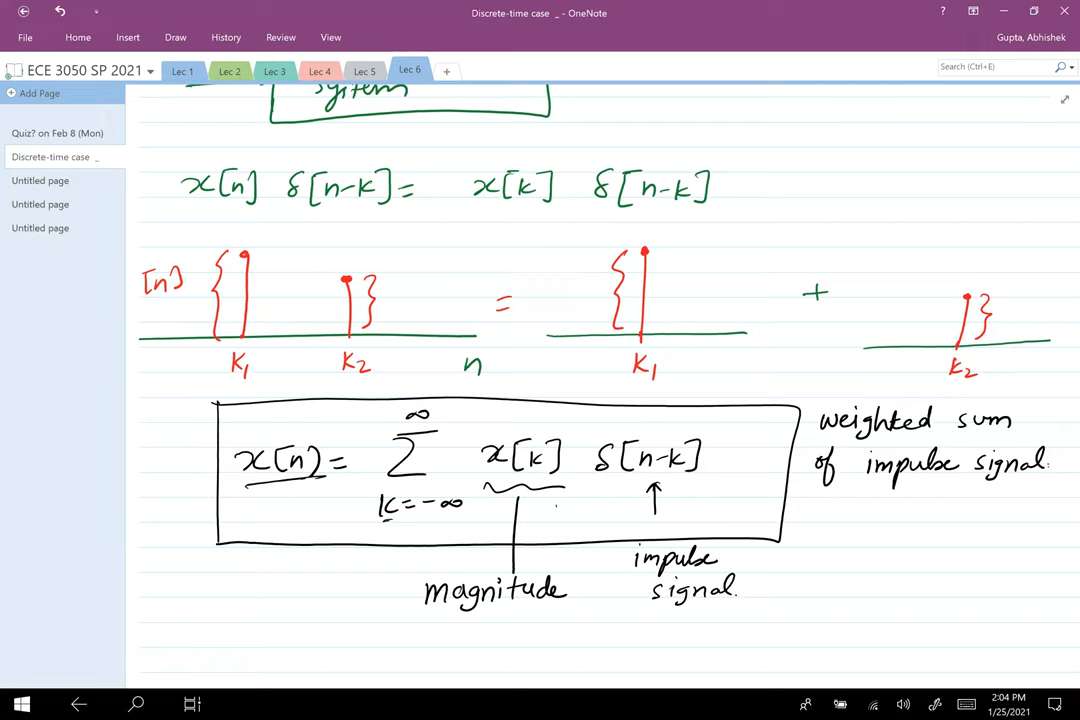 Discrete-time case _ - OneNote
?
Gupta, Abhishek
File Home Insert Draw History Review View
ECE 3050 SP 2021
Lec 1 Lec 2 Lec 3 Lec 4 Lec 5 Lec 6 +
Search (Ctrl+E)
Add Page
Quiz? on Feb 8 (Mon)
Discrete-time case _
Untitled page
Untitled page
Untitled page
system
x[n] δ[n-k] = x[k] δ[n-k]
[n] { } = { + }
K₁ K₂ n K₁ K₂
x[n] = ∞ Σ k=-∞ x[k] δ[n-k]
weighted sum
of impulse signal.
magnitude
impulse
signal.
2:04 PM
1/25/2021